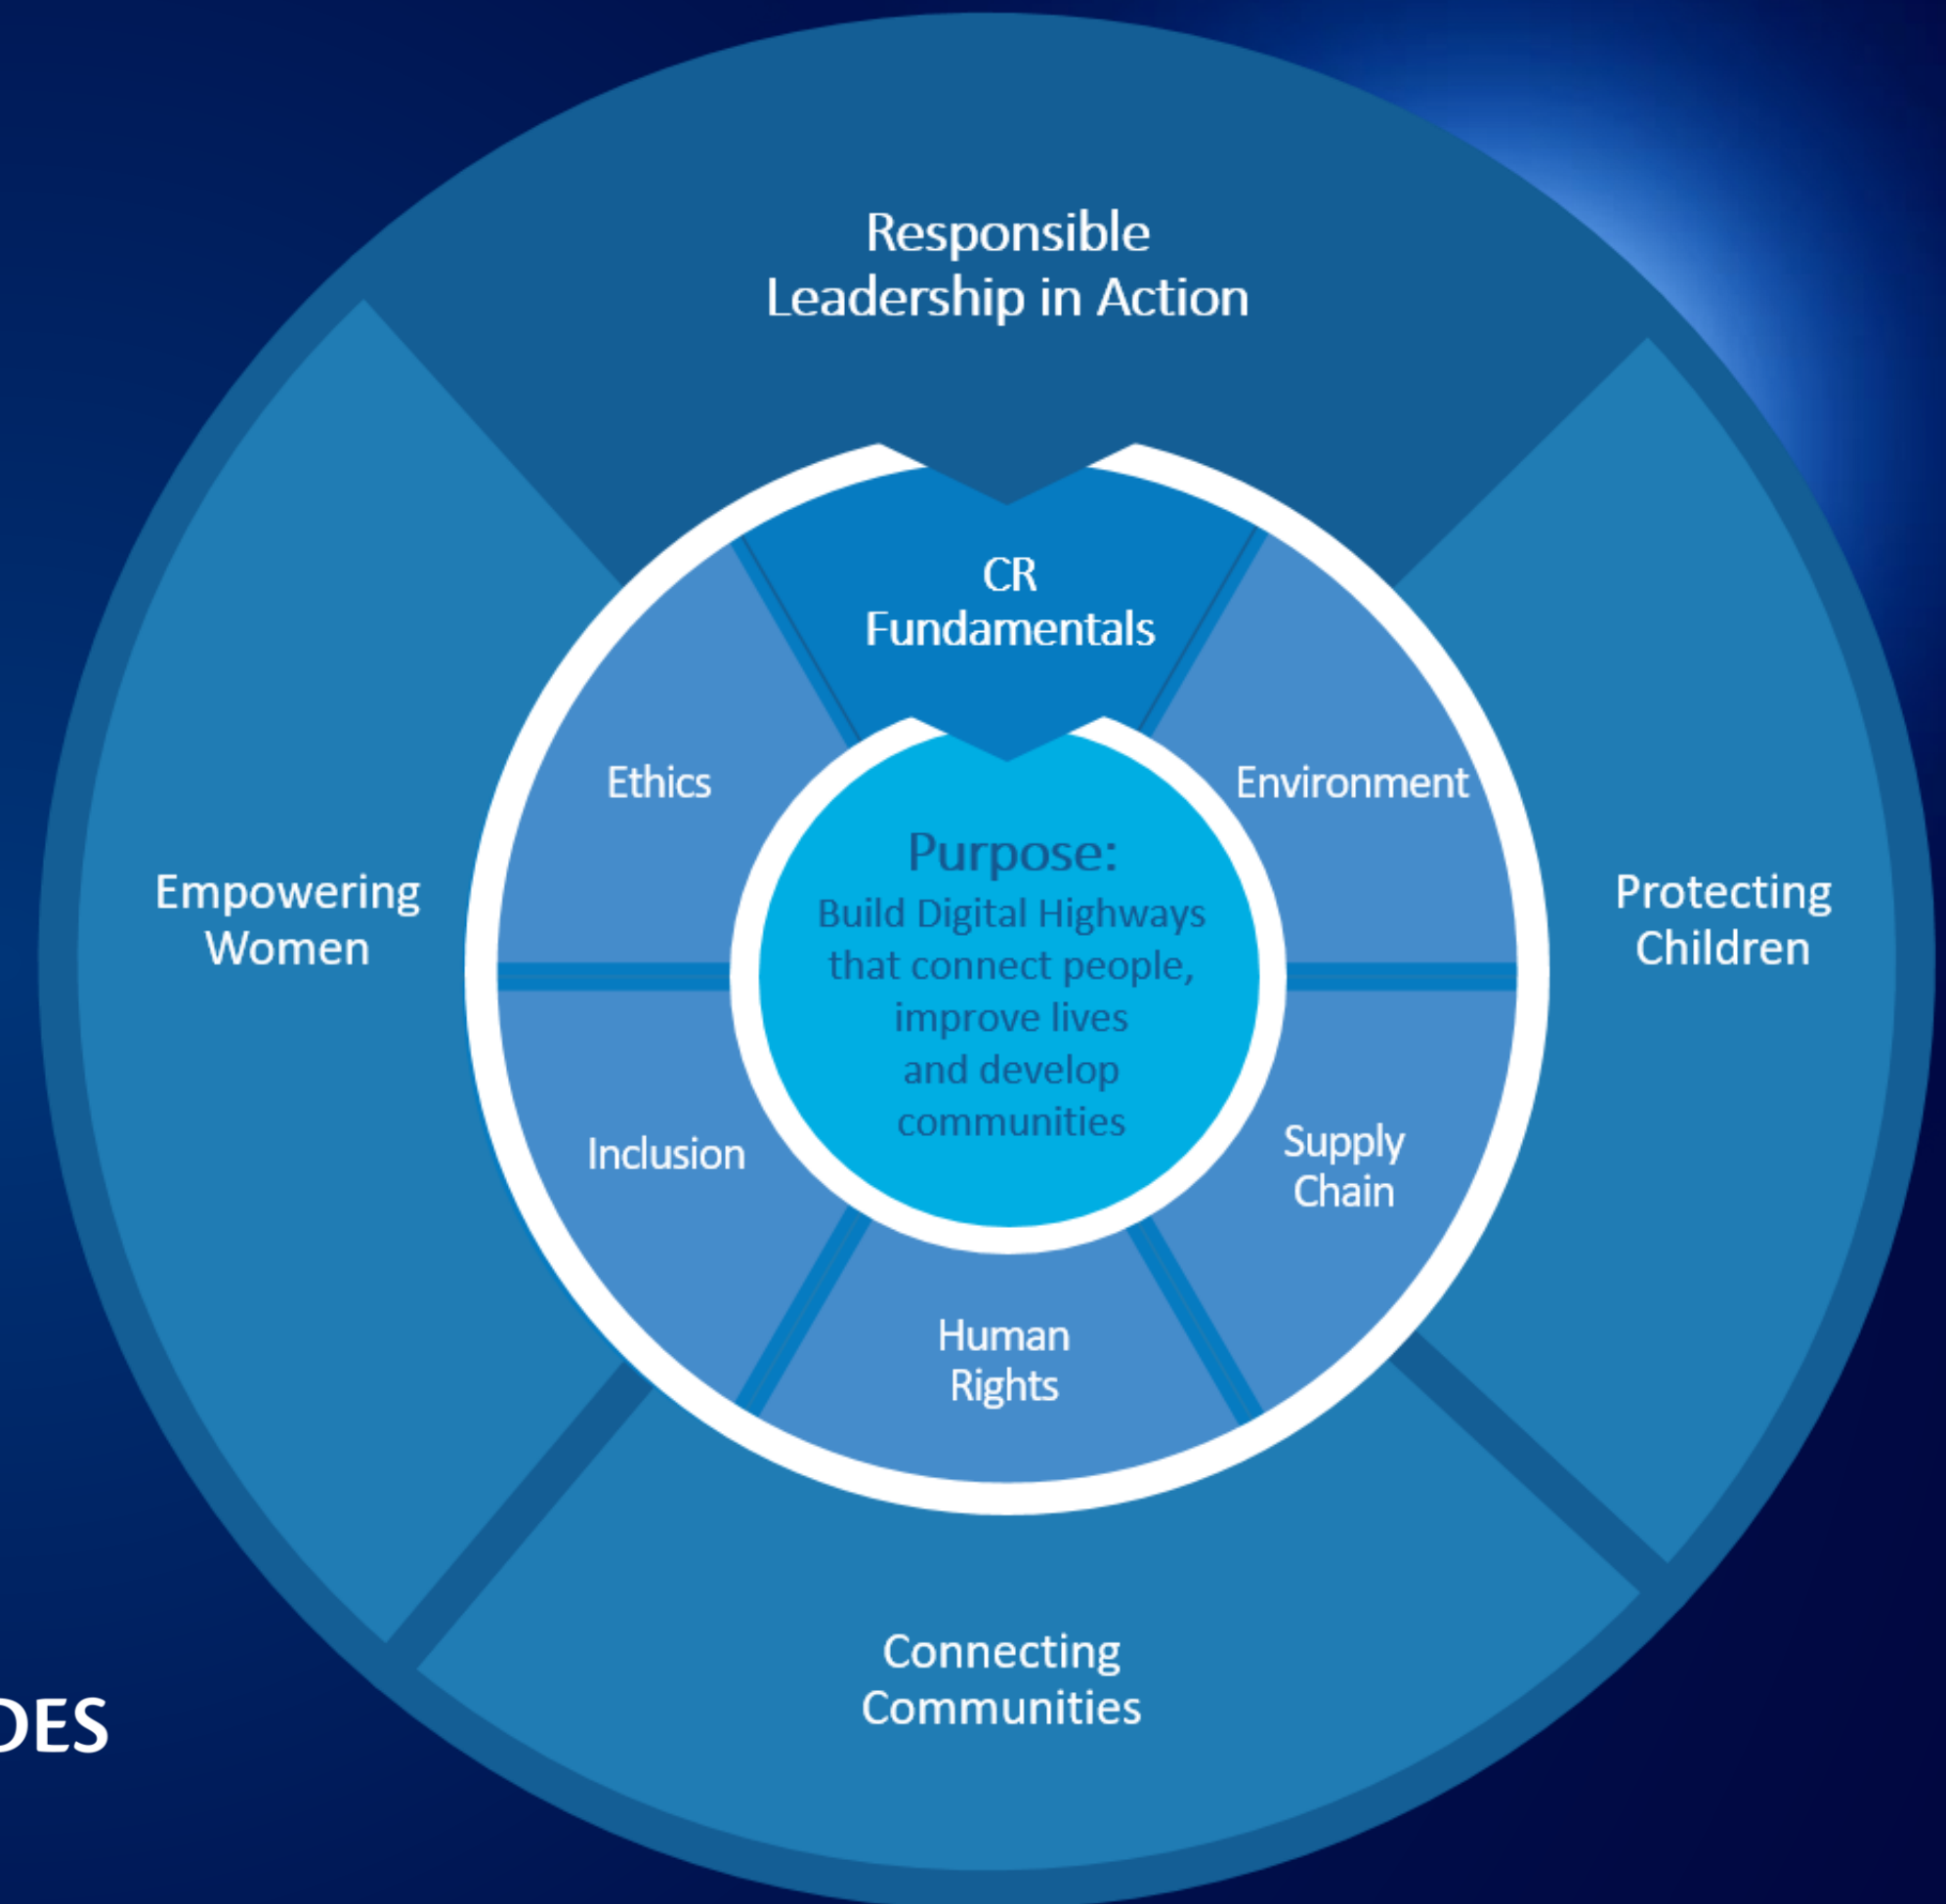 Responsible
Leadership in Action
CR
Fundamentals
Ethics
Environment
Purpose:
Build Digital Highways
that connect people,
improve lives
and develop
communities
Empowering
Women
Protecting
Children
Inclusion
Supply
Chain
Human
Rights
Connecting
Communities
DES